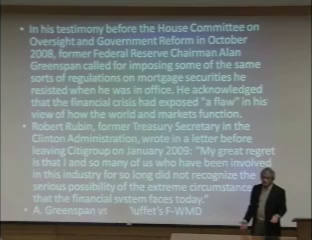 • In his testimony before the House Committee on
Oversight and Government Reform in October
2008, former Federal Reserve Chairman Alan
Greenspan called for imposing some of the same
sorts of regulations on mortgage securities he
resisted when he was in office. He acknowledged
that the financial crisis had exposed "a flaw" in his
view of how the world and markets function.
• Robert Rubin, former Treasury Secretary in the
Clinton Administration, wrote in a letter before
leaving Citigroup on January 2009: "My great regret
is that I and so many of us who have been involved
in this industry for so long did not recognize the
serious possibility of the extreme circumstance
that the financial system faces today."
• A. Greenspan vs Buffet's F-WMD